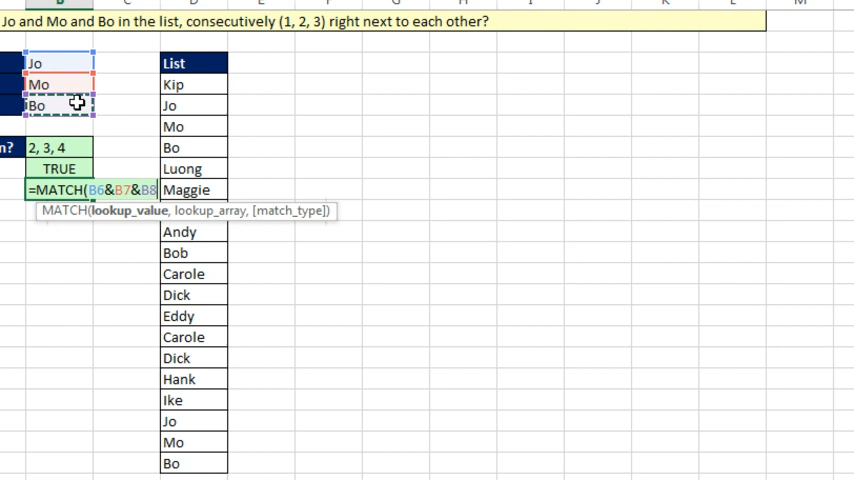 Jo and Mo and Bo in the list, consecutively (1, 2, 3) right next to each other?
Jo
List
Mo
Kip
Bo
Jo
Mo
n?
2, 3, 4
Bo
TRUE
Luong
=MATCH(B6&B7&B8
Maggie
MATCH(lookup_value, lookup_array, [match_type])
Andy
Bob
Carole
Dick
Eddy
Carole
Dick
Hank
Ike
Jo
Mo
Bo